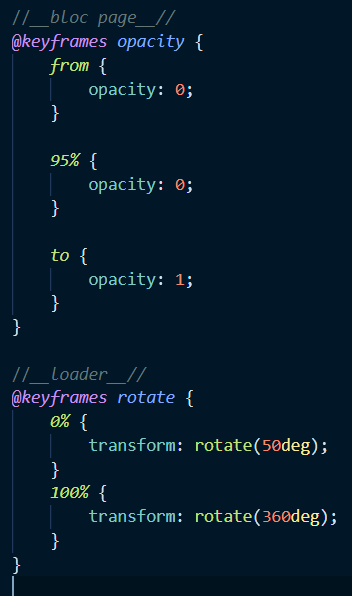 //__bloc page__//
@keyframes opacity {
    from {
        opacity: 0;
    }

    95% {
        opacity: 0;
    }

    to {
        opacity: 1;
    }
}

//__loader__//
@keyframes rotate {
    0% {
        transform: rotate(50deg);
    }
    100% {
        transform: rotate(360deg);
    }
}